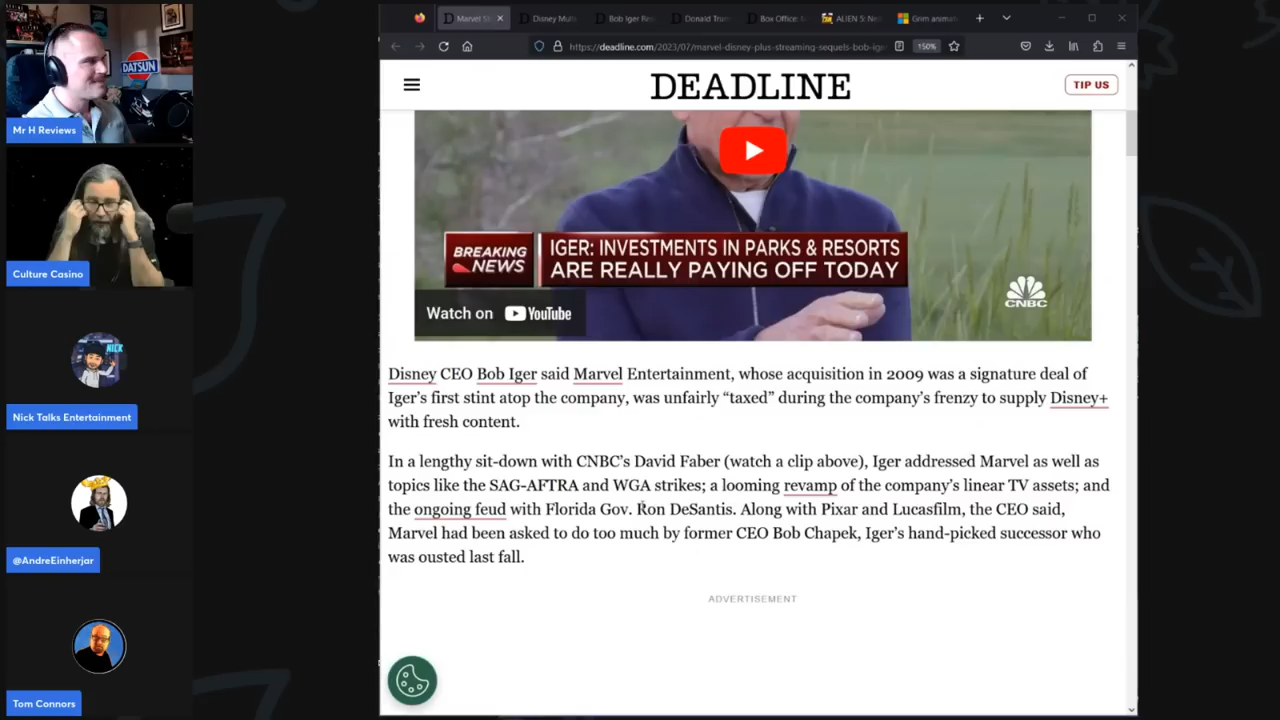 Marvel St
Disney Mult
Bob Iger Res
Donald Trum
Box Office: I
ALIEN 5: Ne
Grim anima
https://deadline.com/2023/07/marvel-disney-plus-streaming-sequels-bob-ige
150%
DEADLINE
TIP US
DATSUN
Mr H Reviews
Culture Casino
NICK
Nick Talks Entertainment
@AndreEinherjar
Tom Connors
BREAKING
NEWS
IGER: INVESTMENTS IN PARKS & RESORTS
ARE REALLY PAYING OFF TODAY
CNBC
Watch on YouTube
Disney CEO Bob Iger said Marvel Entertainment, whose acquisition in 2009 was a signature deal of
Iger’s first stint atop the company, was unfairly “taxed” during the company’s frenzy to supply Disney+
with fresh content.
In a lengthy sit-down with CNBC’s David Faber (watch a clip above), Iger addressed Marvel as well as
topics like the SAG-AFTRA and WGA strikes; a looming revamp of the company’s linear TV assets; and
the ongoing feud with Florida Gov. Ron DeSantis. Along with Pixar and Lucasfilm, the CEO said,
Marvel had been asked to do too much by former CEO Bob Chapek, Iger’s hand-picked successor who
was ousted last fall.
ADVERTISEMENT